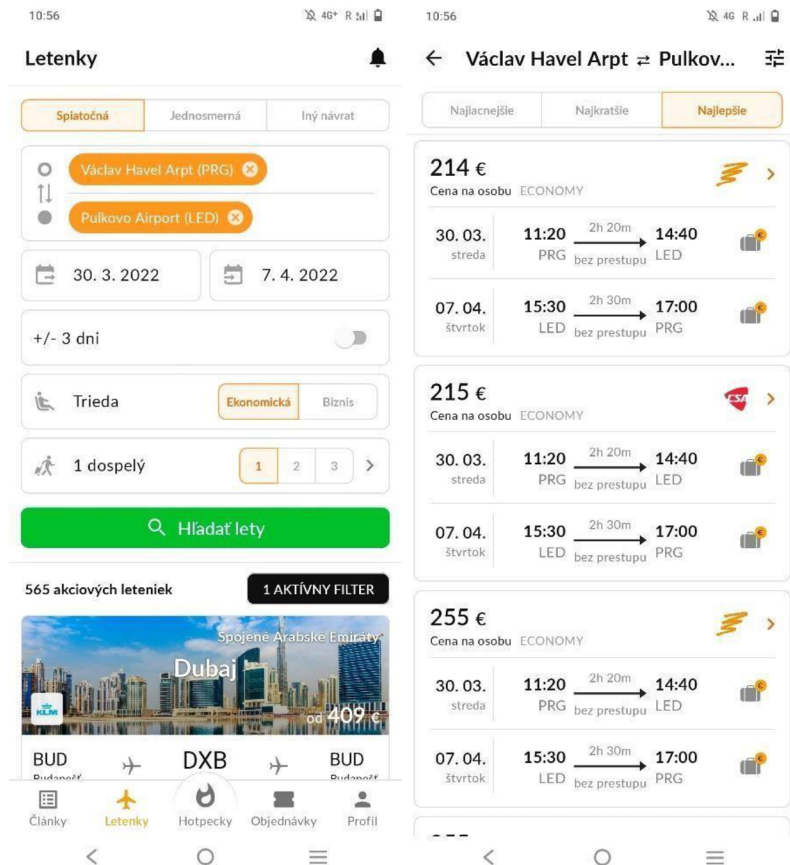 10:56
4G+ R
Letenky
Spiatočná Jednosmerná Iný návrat
Václav Havel Arpt (PRG)
Pulkovo Airport (LED)
30. 3. 2022 7. 4. 2022
+/- 3 dni
Trieda Ekonomická Biznis
1 dospelý 1 2 3
Hľadať lety
565 akciových leteniek 1 AKTÍVNY FILTER
Spojené Arabské Emiráty
Dubaj
KLM
od 409 €
BUD DXB BUD
Budapešť Budapešť
Články Letenky Hotpecky Objednávky Profil
10:56
4G R
Václav Havel Arpt ⇄ Pulkov...
Najlacnejšie Najkratšie Najlepšie
214 €
Cena na osobu ECONOMY
30. 03. 11:20 2h 20m 14:40
streda PRG bez prestupu LED
07. 04. 15:30 2h 30m 17:00
štvrtok LED bez prestupu PRG
215 €
CSA
Cena na osobu ECONOMY
30. 03. 11:20 2h 20m 14:40
streda PRG bez prestupu LED
07. 04. 15:30 2h 30m 17:00
štvrtok LED bez prestupu PRG
255 €
Cena na osobu ECONOMY
30. 03. 11:20 2h 20m 14:40
streda PRG bez prestupu LED
07. 04. 15:30 2h 30m 17:00
štvrtok LED bez prestupu PRG